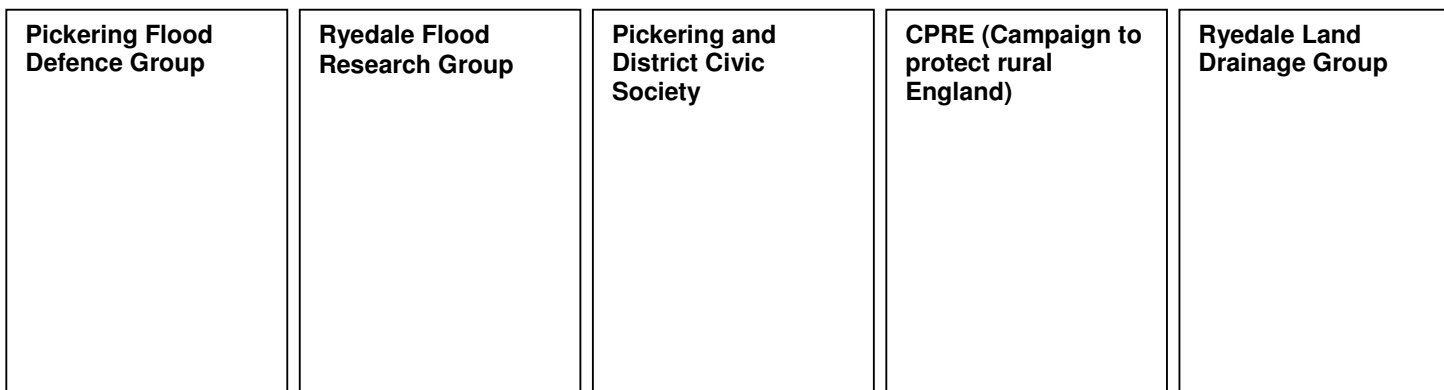 Pickering Flood
Defence Group
Ryedale Flood
Research Group
Pickering and
District Civic
Society
CPRE (Campaign to
protect rural
England)
Ryedale Land
Drainage Group